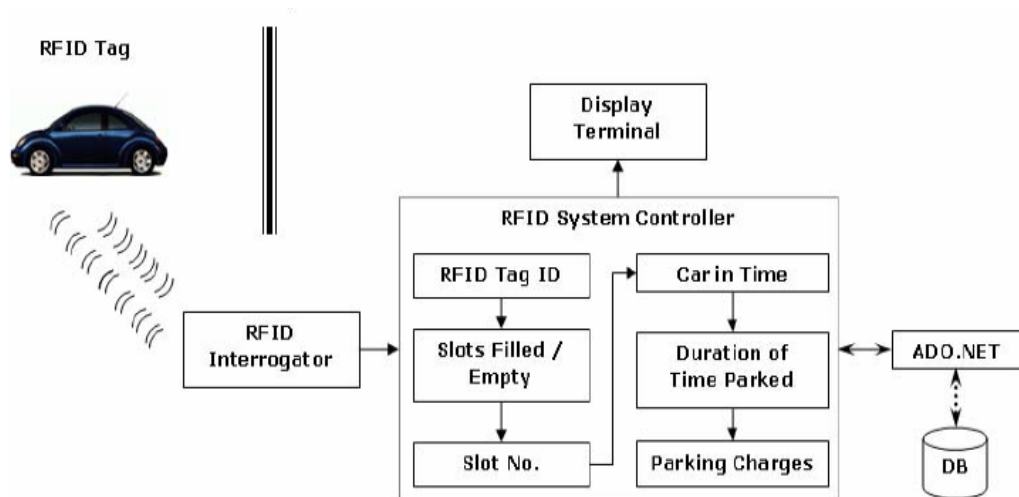 RFID Tag
Display
Terminal
RFID System Controller
RFID Tag ID
Car in Time
RFID
Interrogator
Slots Filled /
Empty
Duration of
Time Parked
ADO.NET
Slot No.
Parking Charges
DB